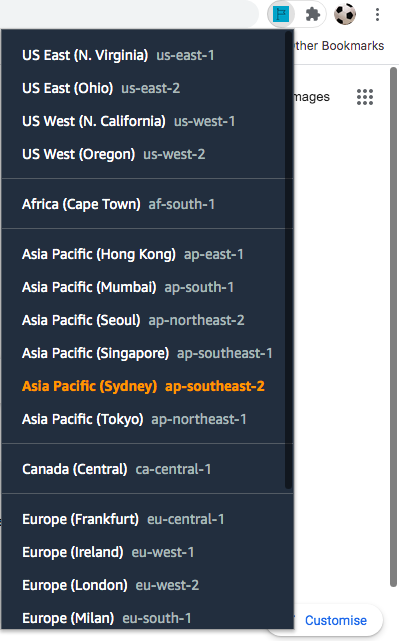 ther Bookmarks
US East (N. Virginia) us-east-1
US East (Ohio) us-east-2
mages
US West (N. California) us-west-1
US West (Oregon) us-west-2
Africa (Cape Town) af-south-1
Asia Pacific (Hong Kong) ap-east-1
Asia Pacific (Mumbai) ap-south-1
Asia Pacific (Seoul) ap-northeast-2
Asia Pacific (Singapore) ap-southeast-1
Asia Pacific (Sydney) ap-southeast-2
Asia Pacific (Tokyo) ap-northeast-1
Canada (Central) ca-central-1
Europe (Frankfurt) eu-central-1
Europe (Ireland) eu-west-1
Europe (London) eu-west-2
Europe (Milan) eu-south-1
Customise